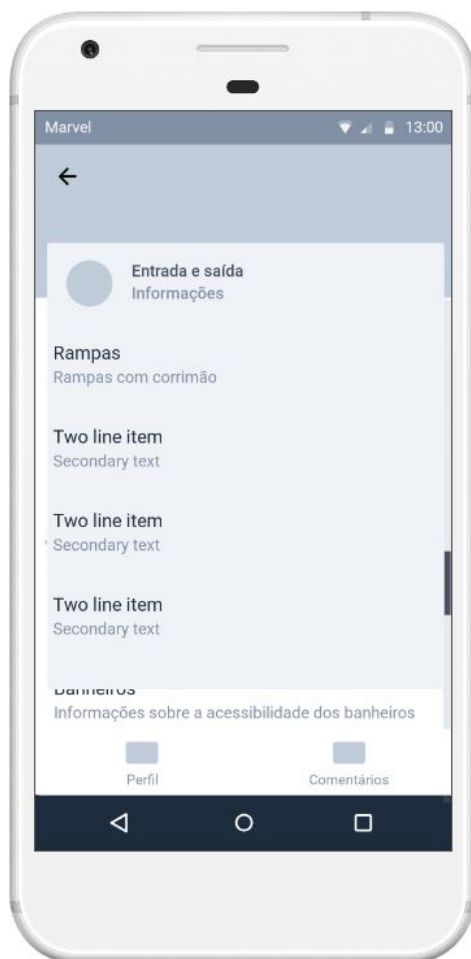 Marvel 13:00
Entrada e saída
Informações
Rampas
Rampas com corrimão
Two line item
Secondary text
Two line item
Secondary text
Two line item
Secondary text
Banheiros
Informações sobre a acessibilidade dos banheiros
Perfil Comentários